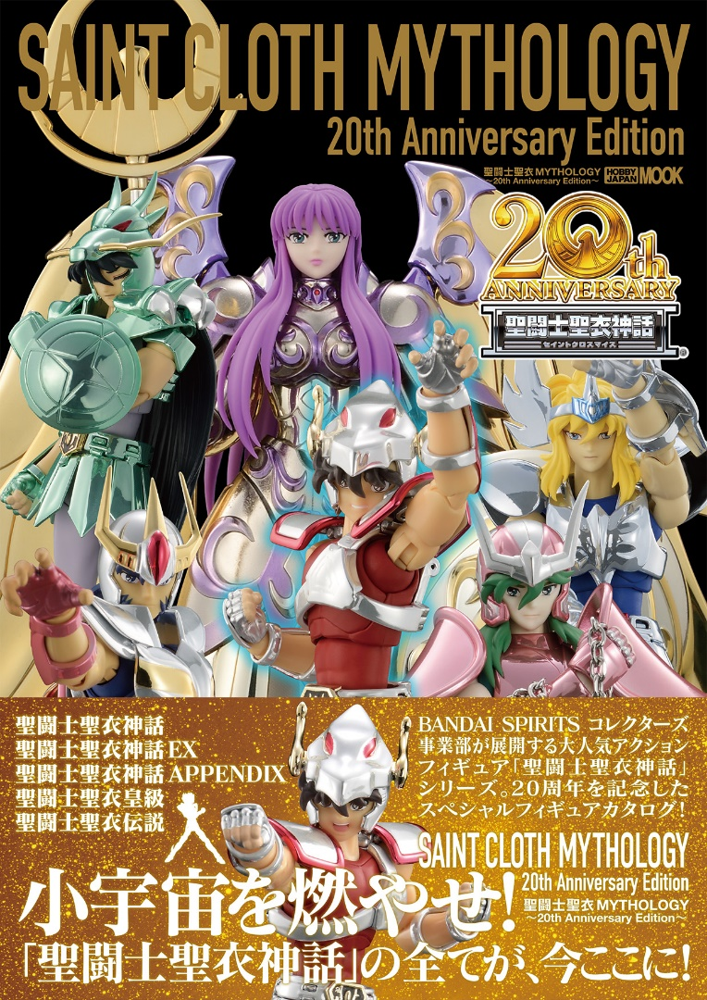 SAINT CLOTH MYTHOLOGY
20th Anniversary Edition
聖闘士聖衣MYTHOLOGY
～20th Anniversary Edition～
HOBBY JAPAN MOOK
20th
ANNIVERSARY
聖闘士聖衣神話
セイントクロスマイス
聖闘士聖衣神話
聖闘士聖衣神話EX
聖闘士聖衣神話APPENDIX
聖闘士聖衣皇級
聖闘士聖衣伝説
BANDAI SPIRITS コレクターズ
事業部が展開する大人気アクション
フィギュア「聖闘士聖衣神話」
シリーズ。20周年を記念した
スペシャルフィギュアカタログ!
SAINT CLOTH MYTHOLOGY
20th Anniversary Edition
聖闘士聖衣MYTHOLOGY
～20th Anniversary Edition～
小宇宙を燃やせ!
「聖闘士聖衣神話」の全てが、今ここに!